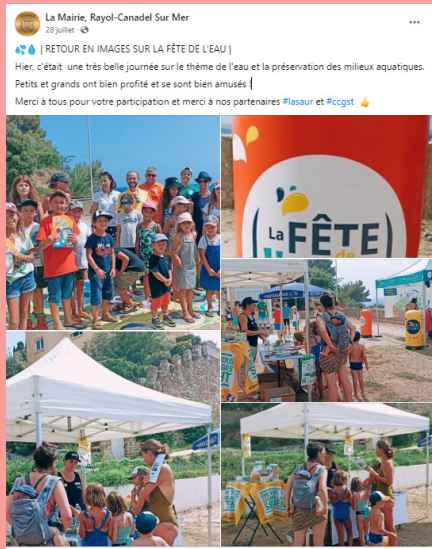 La Mairie, Rayol-Canadel Sur Mer
28 juillet ·
| RETOUR EN IMAGES SUR LA FÊTE DE L'EAU |
Hier, c'était une très belle journée sur le thème de l'eau et la préservation des milieux aquatiques.
Petits et grands ont bien profité et se sont bien amusés !
Merci à tous pour votre participation et merci à nos partenaires #lasaur et #ccgst
La
FÊTE
de